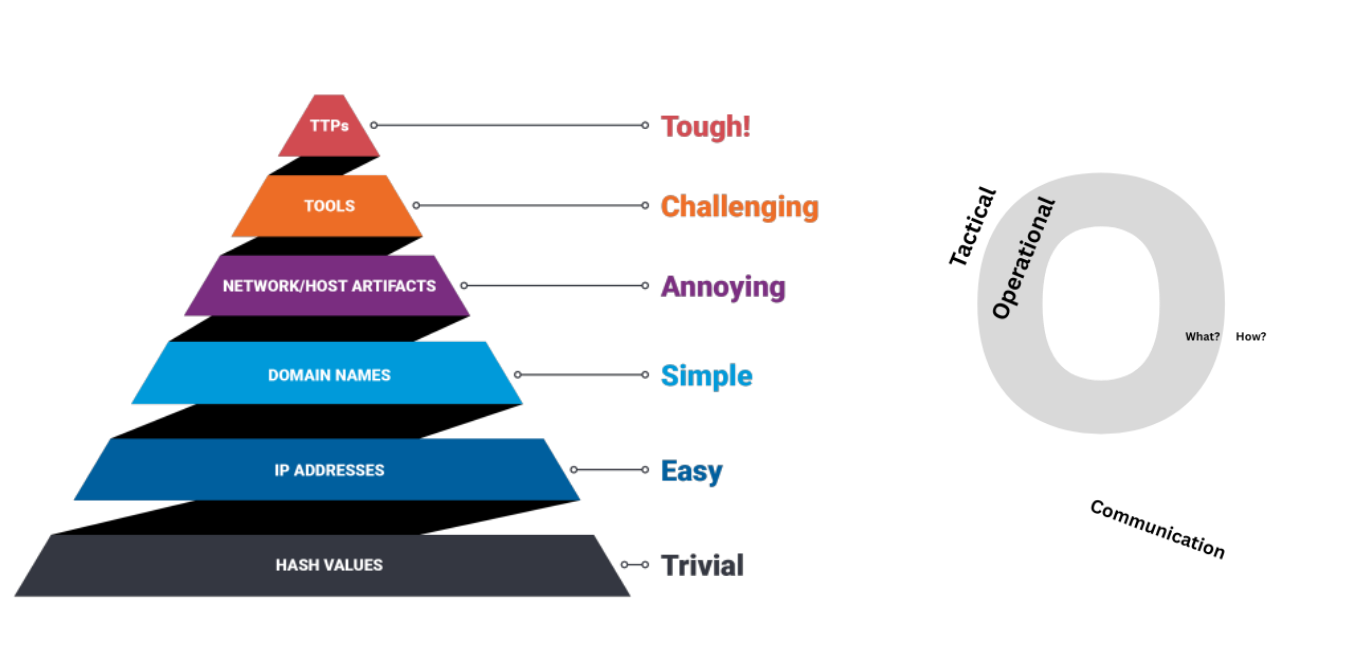 TTPs
Tough!
TOOLS
Challenging
NETWORK/HOST ARTIFACTS
Annoying
DOMAIN NAMES
Simple
IP ADDRESSES
Easy
HASH VALUES
Trivial
O
Tactical
Operational
What? How?
Communication